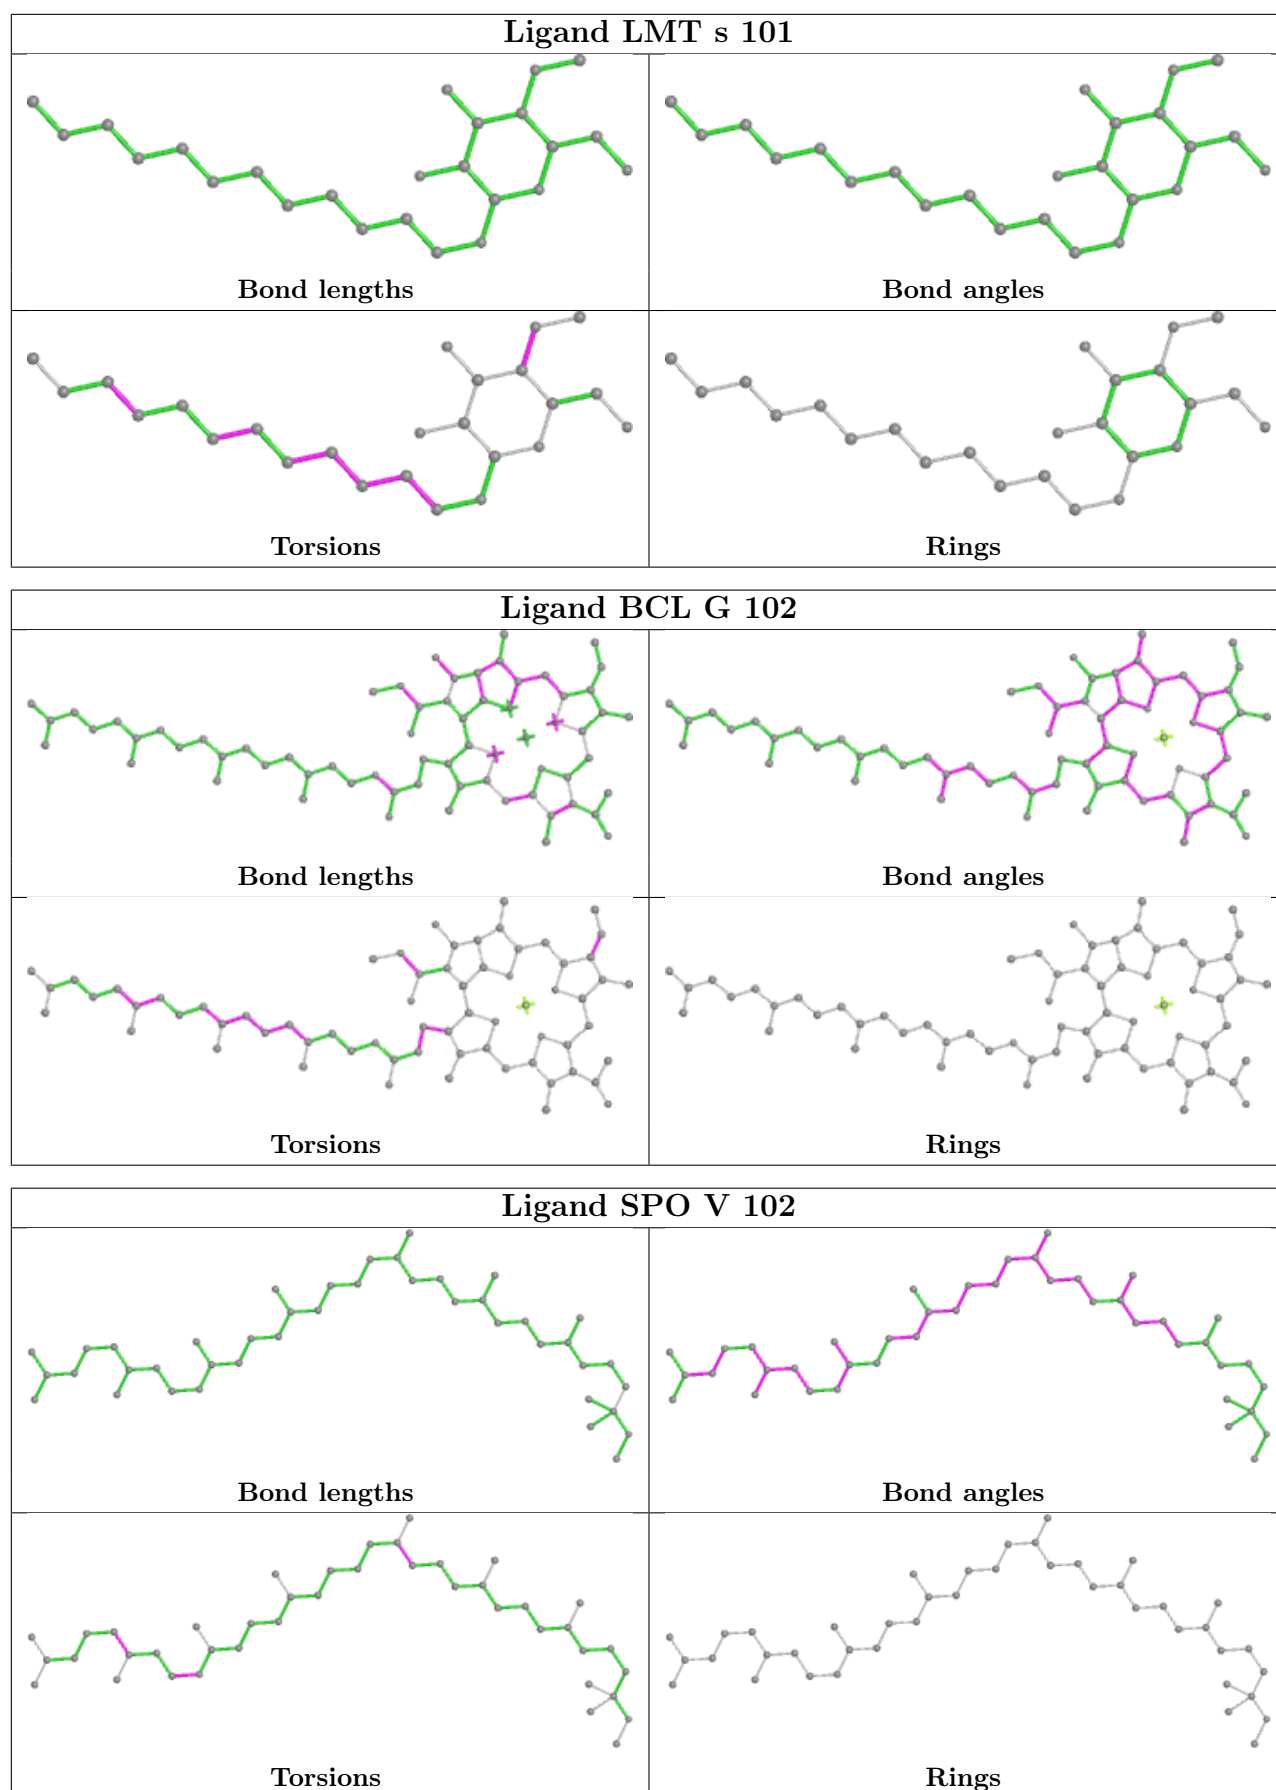 Ligand LMT s 101
Bond lengths
Bond angles
Torsions
Rings
Ligand BCL G 102
Bond lengths
Bond angles
Torsions
Rings
Ligand SPO V 102
Bond lengths
Bond angles
Torsions
Rings